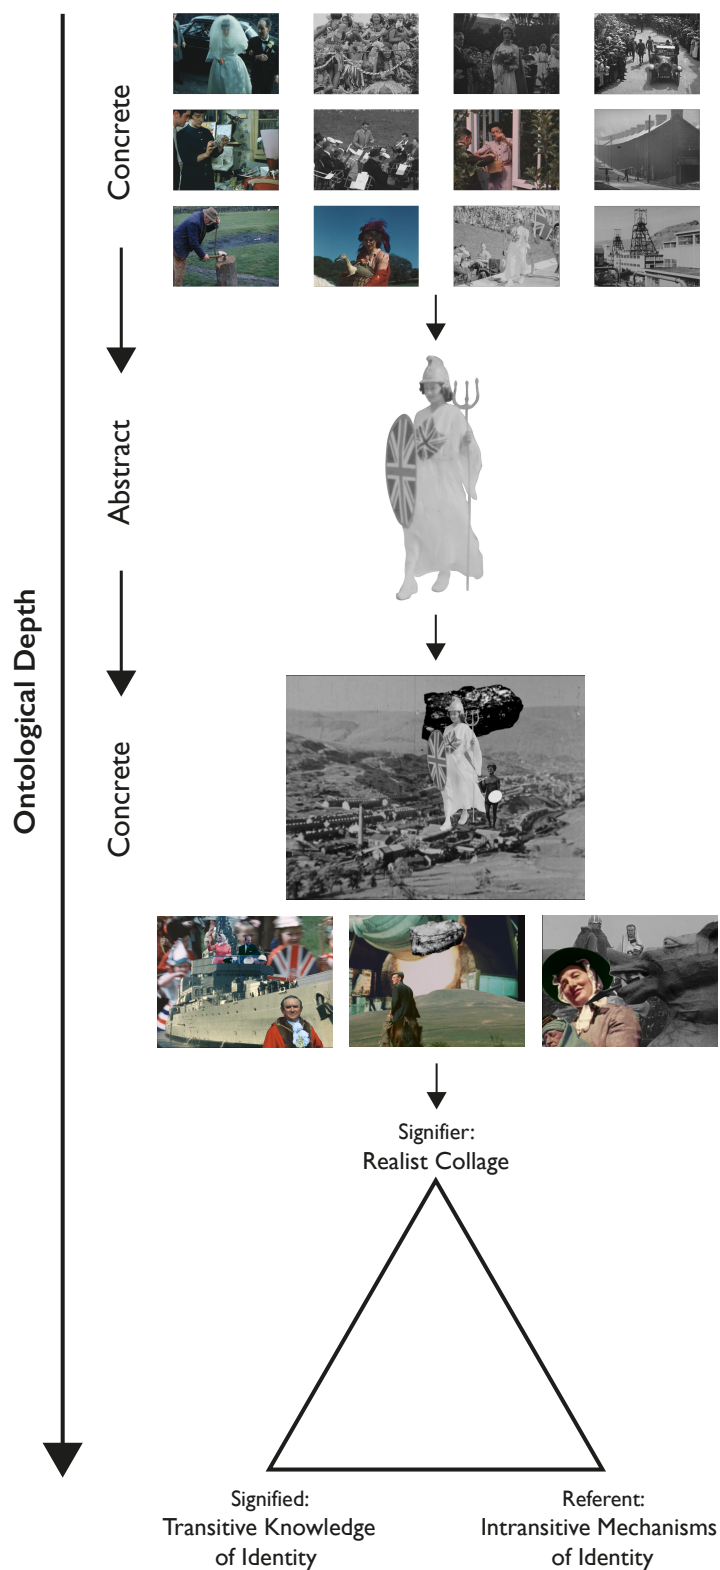 Concrete
Abstract
Ontological Depth
Concrete
Signifier:
Realist Collage
Signified:
Transitive Knowledge
of Identity
Referent:
Intransitive Mechanisms
of Identity